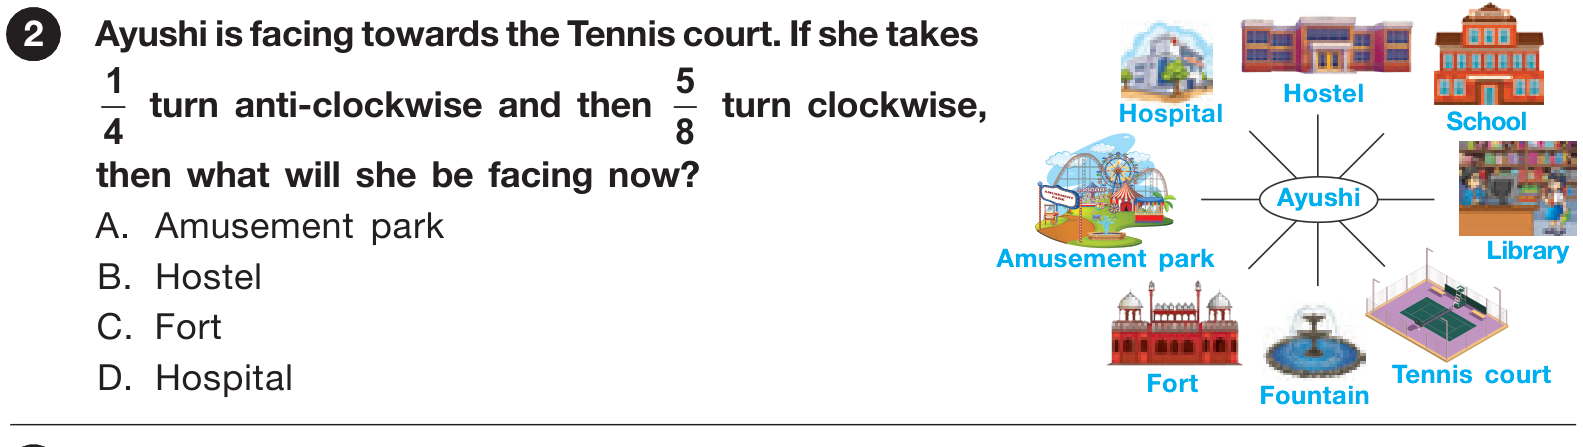 2 Ayushi is facing towards the Tennis court. If she takes
1/4 turn anti-clockwise and then 5/8 turn clockwise,
then what will she be facing now?
A. Amusement park
B. Hostel
C. Fort
D. Hospital
Hospital
Hostel
School
Ayushi
Library
AMUSEMENT PARK
Amusement park
Fort
Fountain
Tennis court